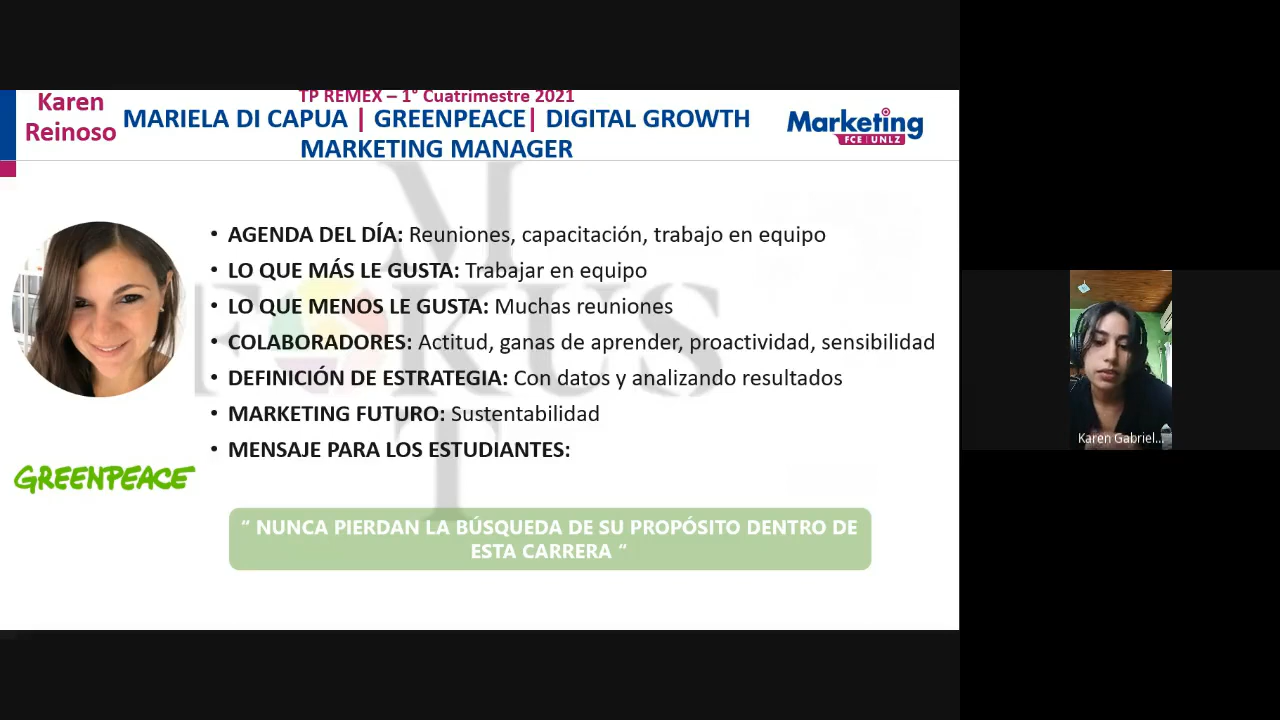 Karen
Reinoso
TP REMEX – 1° Cuatrimestre 2021
MARIELA DI CAPUA | GREENPEACE| DIGITAL GROWTH
MARKETING MANAGER
Marketing
FCE | UNLZ
• AGENDA DEL DÍA: Reuniones, capacitación, trabajo en equipo
• LO QUE MÁS LE GUSTA: Trabajar en equipo
• LO QUE MENOS LE GUSTA: Muchas reuniones
• COLABORADORES: Actitud, ganas de aprender, proactividad, sensibilidad
• DEFINICIÓN DE ESTRATEGIA: Con datos y analizando resultados
• MARKETING FUTURO: Sustentabilidad
• MENSAJE PARA LOS ESTUDIANTES:
GREENPEACE
“ NUNCA PIERDAN LA BÚSQUEDA DE SU PROPÓSITO DENTRO DE
ESTA CARRERA “
M
FOKUS
T
Karen Gabriel...